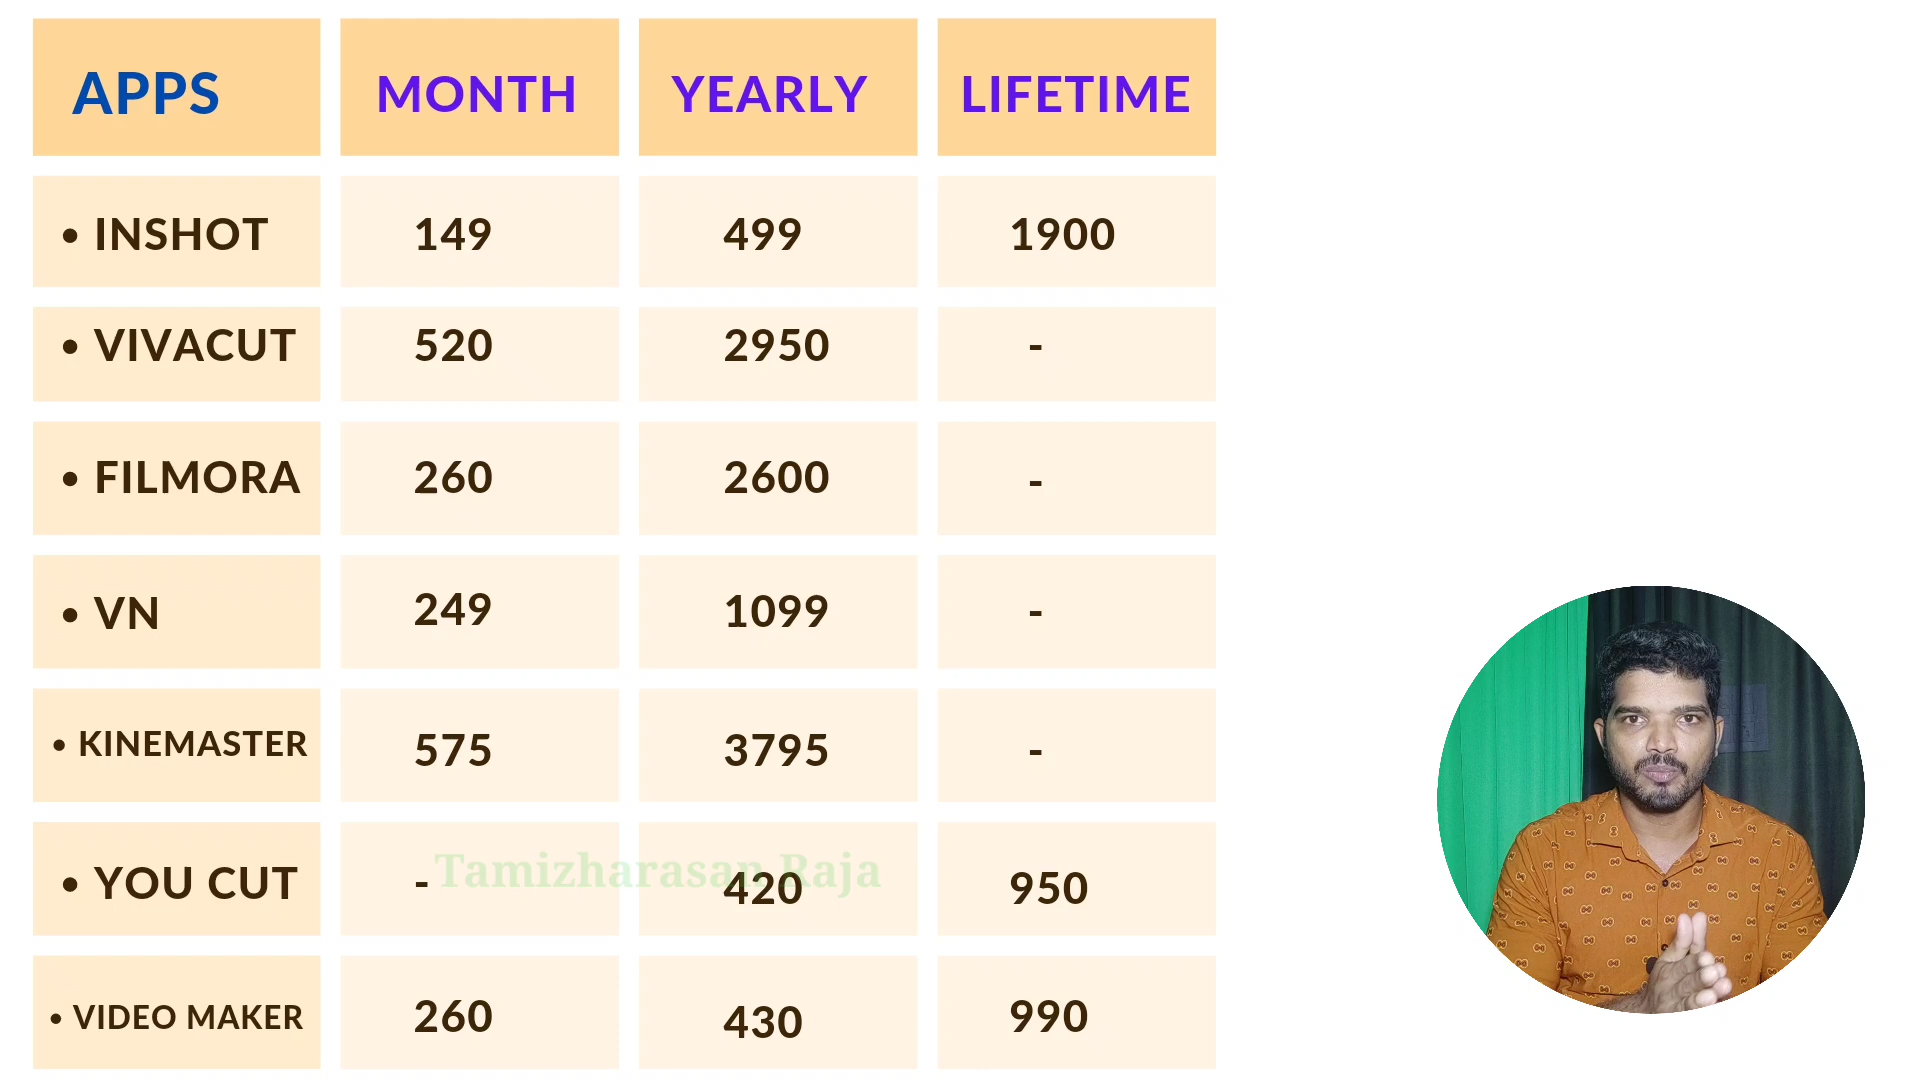 APPS MONTH YEARLY LIFETIME
• INSHOT 149 499 1900
• VIVACUT 520 2950 -
• FILMORA 260 2600 -
• VN 249 1099 -
• KINEMASTER 575 3795 -
• YOU CUT - 420 950
Tamizharasan Raja
• VIDEO MAKER 260 430 990